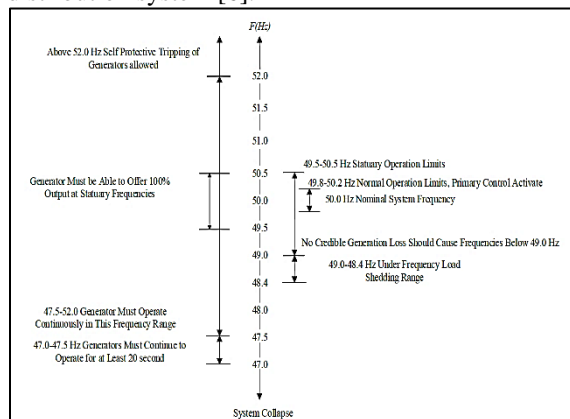 F(Hz)
Above 52.0 Hz Self Protective Tripping of
Generators allowed
52.0
51.5
51.0
50.5
49.5-50.5 Hz Statuary Operation Limits
49.8-50.2 Hz Normal Operation Limits, Primary Control Activate
Generator Must be Able to Offer 100%
Output at Statuary Frequencies
50.0
50.0 Hz Nominal System Frequency
49.5
No Credible Generation Loss Should Cause Frequencies Below 49.0 Hz
49.0
49.0-48.4 Hz Under Frequency Load
Shedding Range
48.4
48.0
47.5-52.0 Generator Must Operate
Continuously in This Frequency Range
47.5
47.0-47.5 Hz Generators Must Continue to
Operate for at Least 20 second
47.0
System Collapse